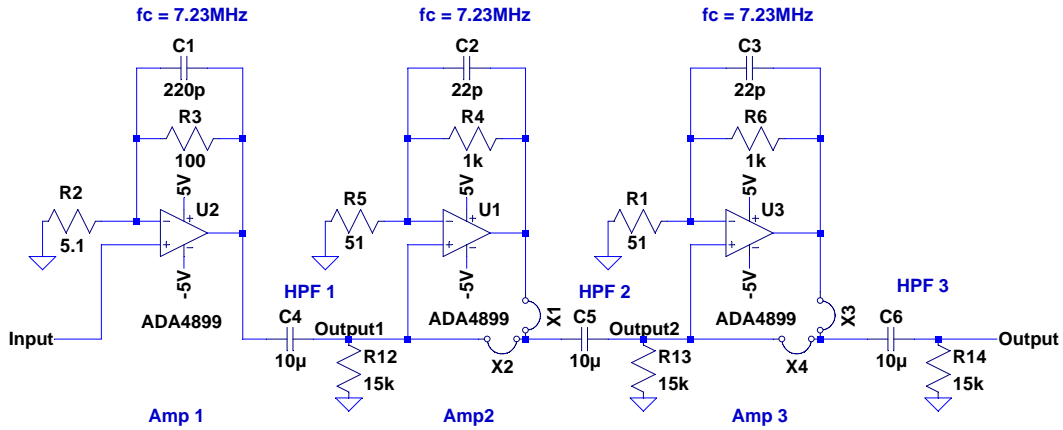 fc = 7.23MHz
fc = 7.23MHz
fc = 7.23MHz
C1
220p
R3
100
5V
R2
5.1
U2
-5V
ADA4899
Input
Amp 1
HPF 1
C4
10µ
Output1
R12
15k
C2
22p
R4
1k
5V
R5
51
U1
-5V
ADA4899
X1
X2
Amp2
HPF 2
C5
10µ
Output2
R13
15k
C3
22p
R6
1k
5V
R1
51
U3
-5V
ADA4899
X3
X4
Amp 3
HPF 3
C6
10µ
R14
15k
Output